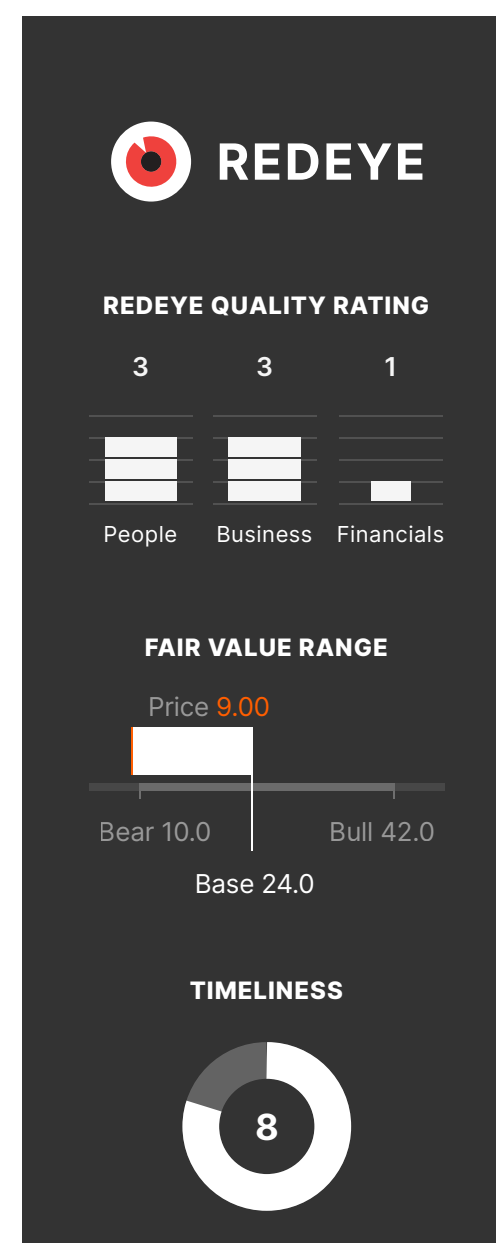 REDEYE
REDEYE QUALITY RATING
3 3 1
People Business Financials
FAIR VALUE RANGE
Price 9.00
Bear 10.0 Bull 42.0
Base 24.0
TIMELINESS
8